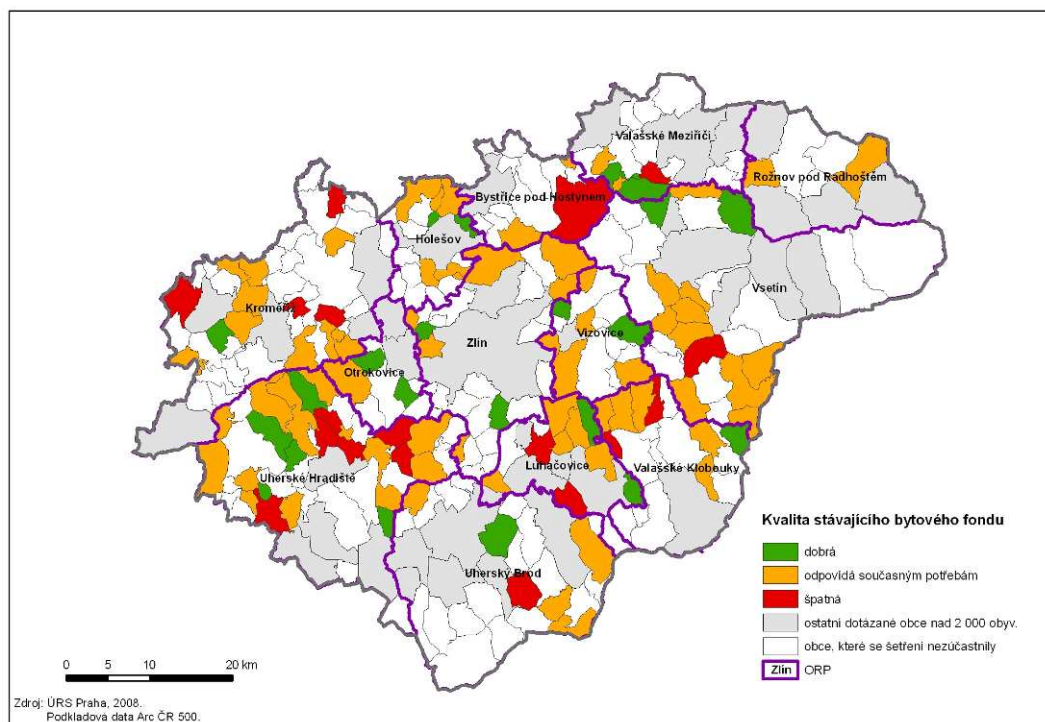 Valašské Meziříčí
Rožnov pod Radhoštěm
Bystřice pod Hostýnem
Holešov
Vsetín
Kroměříž
Vizovice
Zlín
Otrokovice
Luhačovice
Valašské Klobouky
Uherské Hradiště
Uherský Brod
Kvalita stávajícího bytového fondu
dobrá
odpovídá současným potřebám
špatná
ostatní dotázané obce nad 2 000 obyv.
obce, které se šetření nezúčastnily
Zlín ORP
0 5 10 20 km
Zdroj: ÚRS Praha, 2008.
Podkladová data Arc ČR 500.